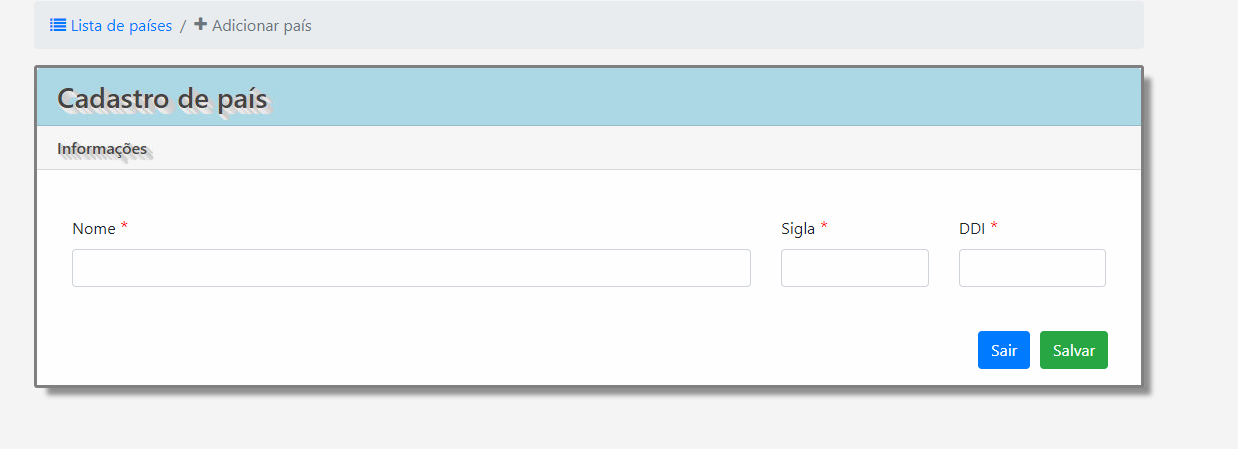 Lista de países / Adicionar país
Cadastro de país
Informações
Nome * Sigla * DDI *
Sair Salvar